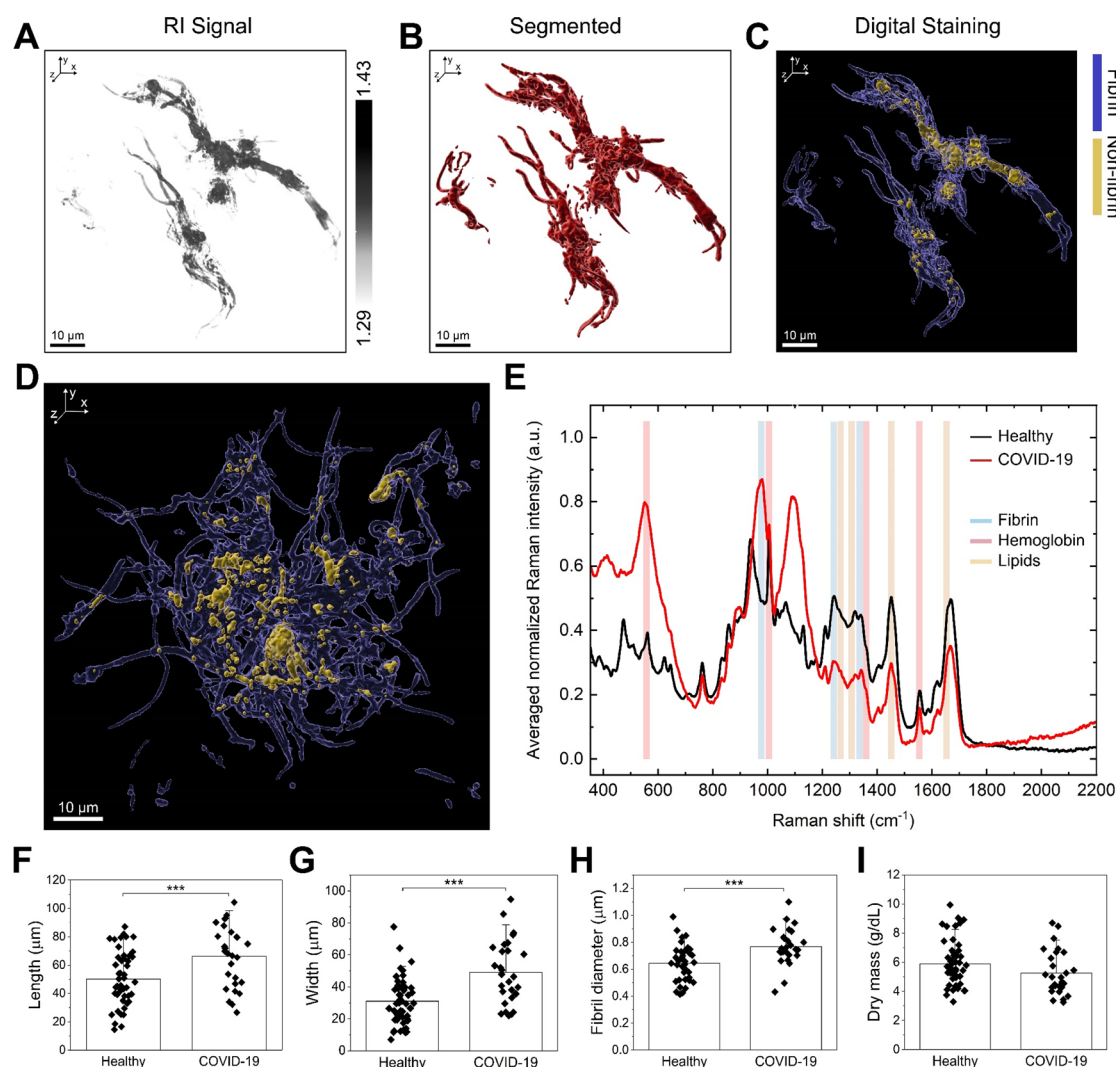 A
RI Signal
y
x
z
1.43
1.29
10 μm
B
Segmented
y
x
z
10 μm
C
Digital Staining
y
x
z
10 μm
Fibrin
Non-fibrin
D
y
x
z
10 μm
E
Averaged normalized Raman intensity (a.u.)
1.0
0.8
0.6
0.4
0.2
0.0
Healthy
COVID-19
Fibrin
Hemoglobin
Lipids
400 600 800 1000 1200 1400 1600 1800 2000 2200
Raman shift (cm⁻¹)
F
Length (μm)
120
100
80
60
40
20
0
***
Healthy COVID-19
G
Width (μm)
100
80
60
40
20
0
***
Healthy COVID-19
H
Fibril diameter (μm)
1.2
1.0
0.8
0.6
0.4
0.2
0.0
***
Healthy COVID-19
I
Dry mass (g/dL)
12
10
8
6
4
2
0
Healthy COVID-19